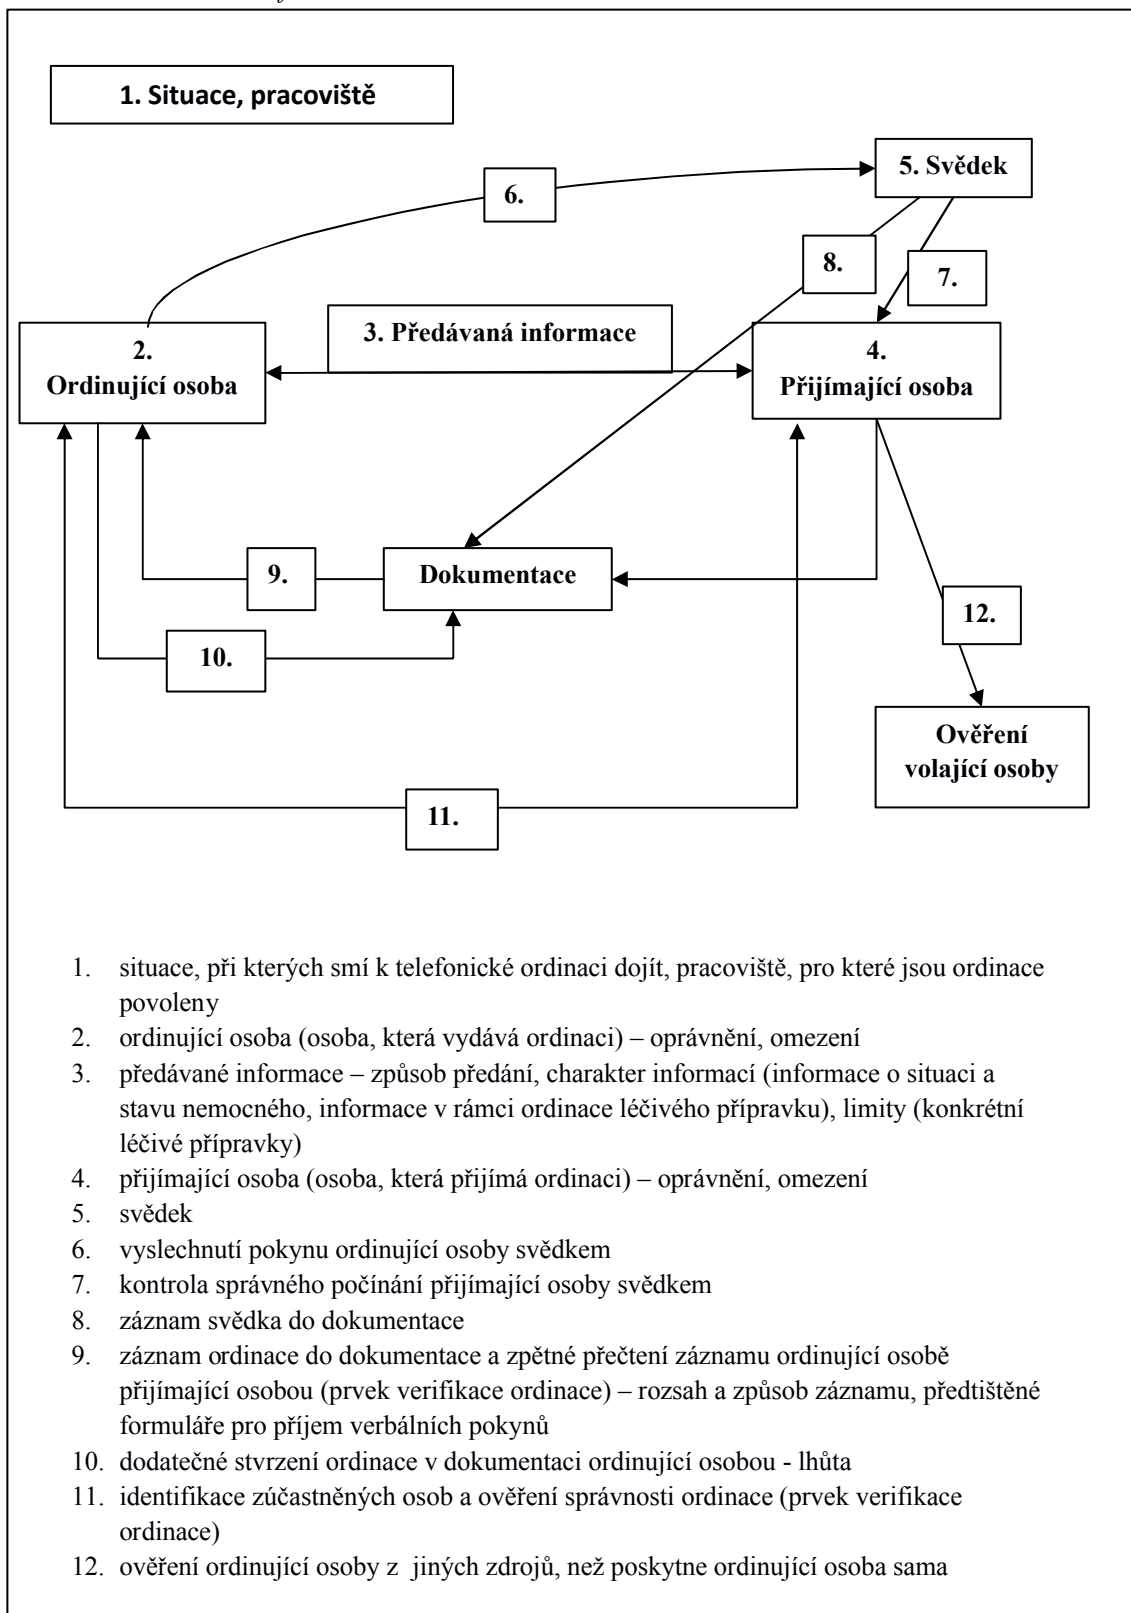 1. Situace, pracoviště
5. Svědek
6.
8.
7.
3. Předávaná informace
2.
Ordinující osoba
4.
Přijímající osoba
9.
Dokumentace
10.
12.
Ověření
volající osoby
11.
1. situace, při kterých smí k telefonické ordinaci dojít, pracoviště, pro které jsou ordinace
povoleny
2. ordinující osoba (osoba, která vydává ordinaci) – oprávnění, omezení
3. předávané informace – způsob předání, charakter informací (informace o situaci a
stavu nemocného, informace v rámci ordinace léčivého přípravku), limity (konkrétní
léčivé přípravky)
4. přijímající osoba (osoba, která přijímá ordinaci) – oprávnění, omezení
5. svědek
6. vyslechnutí pokynu ordinující osoby svědkem
7. kontrola správného počínání přijímající osoby svědkem
8. záznam svědka do dokumentace
9. záznam ordinace do dokumentace a zpětné přečtení záznamu ordinující osobě
přijímající osobou (prvek verifikace ordinace) – rozsah a způsob záznamu, předtištěné
formuláře pro příjem verbálních pokynů
10. dodatečné stvrzení ordinace v dokumentaci ordinující osobou - lhůta
11. identifikace zúčastněných osob a ověření správnosti ordinace (prvek verifikace
ordinace)
12. ověření ordinující osoby z jiných zdrojů, než poskytne ordinující osoba sama